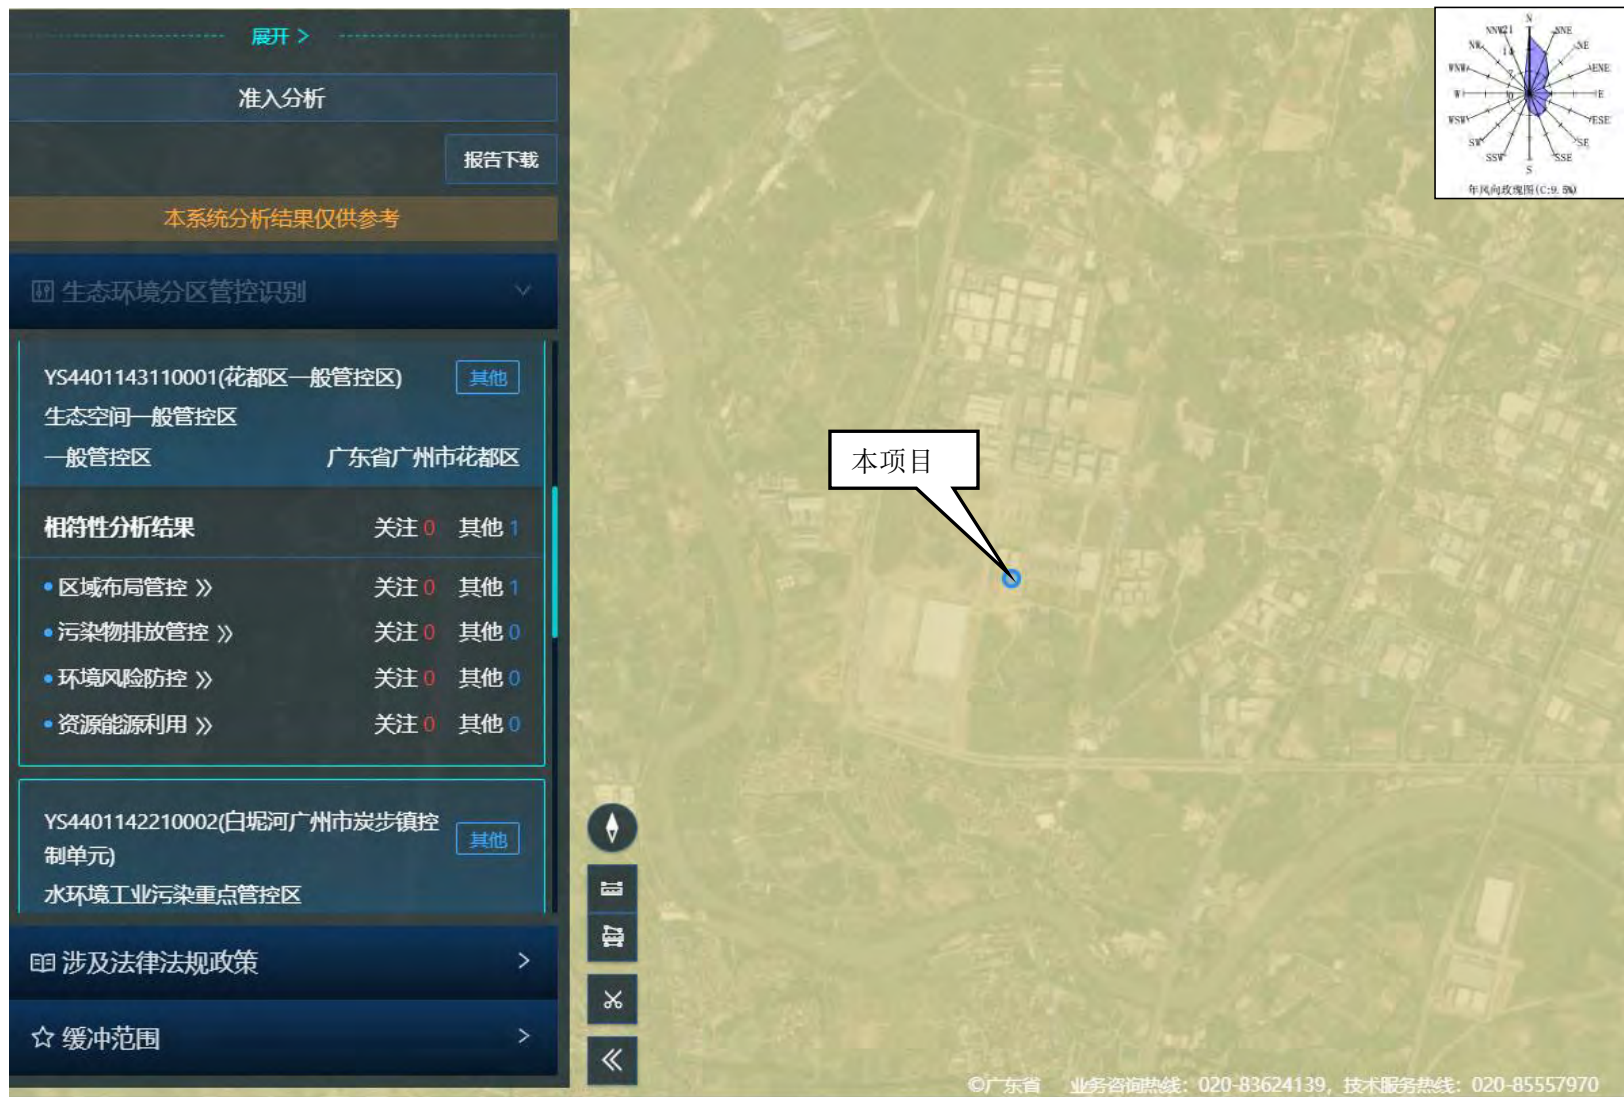 展开 >
准入分析
报告下载
本系统分析结果仅供参考
生态环境分区管控识别
YS4401143110001(花都区一般管控区)
其他
生态空间一般管控区
一般管控区 广东省广州市花都区
相符性分析结果 关注 0 其他 1
区域布局管控 关注 0 其他 1
污染物排放管控 关注 0 其他 0
环境风险防控 关注 0 其他 0
资源能源利用 关注 0 其他 0
YS4401142210002(白坭河广州市炭步镇控
制单元)
其他
水环境工业污染重点管控区
涉及法律法规政策
缓冲范围
本项目
N
NNW 21 NNE
NW 14 NE
WNW 7 ENE
W 0 E
WSW ESE
SW SE
SSW SSE
S
年风向玫瑰图(C:9.5%)
©广东省 业务咨询热线：020-83624139，技术服务热线：020-85557970